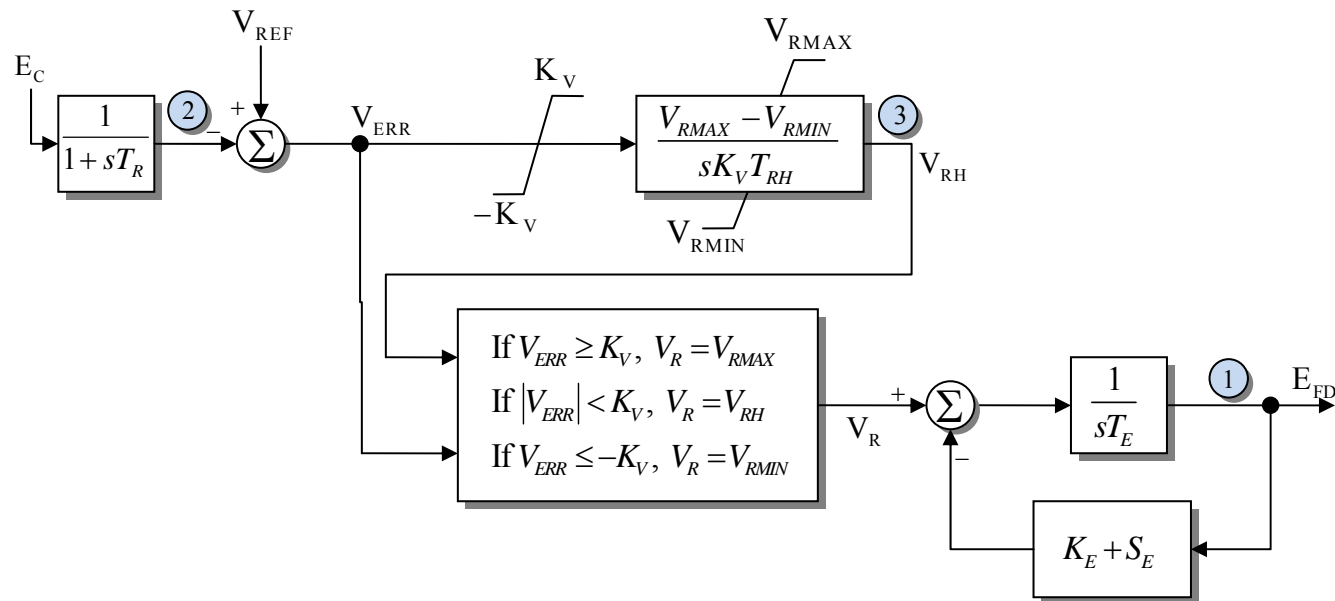 V_REF
E_C
1
1 + sT_R
2
+
−
Σ
V_ERR
K_V
−K_V
V_RMAX
V_RMAX − V_RMIN
sK_V T_RH
V_RMIN
3
V_RH
If V_ERR ≥ K_V, V_R = V_RMAX
If |V_ERR| < K_V, V_R = V_RH
If V_ERR ≤ −K_V, V_R = V_RMIN
V_R
+
−
Σ
1
sT_E
1
E_FD
K_E + S_E